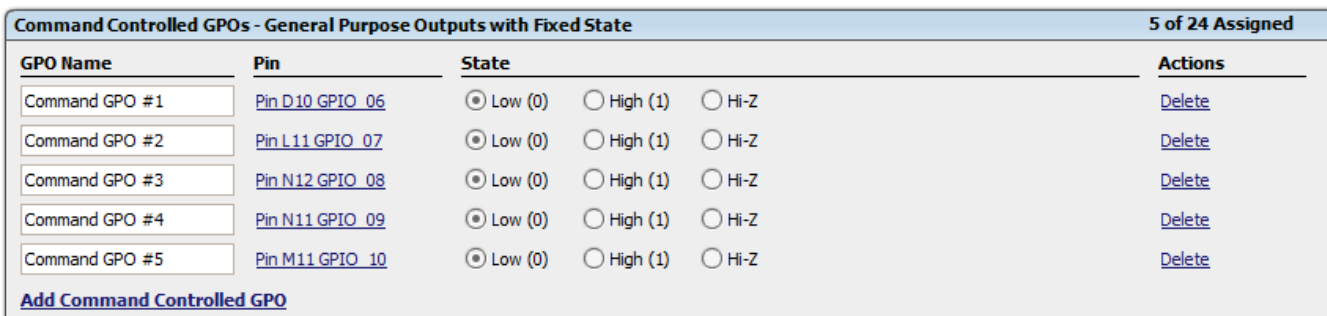 Command Controlled GPOs - General Purpose Outputs with Fixed State 5 of 24 Assigned
GPO Name Pin State Actions
Command GPO #1 Pin D10 GPIO_06 Low (0) High (1) Hi-Z Delete
Command GPO #2 Pin L11 GPIO_07 Low (0) High (1) Hi-Z Delete
Command GPO #3 Pin N12 GPIO_08 Low (0) High (1) Hi-Z Delete
Command GPO #4 Pin N11 GPIO_09 Low (0) High (1) Hi-Z Delete
Command GPO #5 Pin M11 GPIO_10 Low (0) High (1) Hi-Z Delete
Add Command Controlled GPO